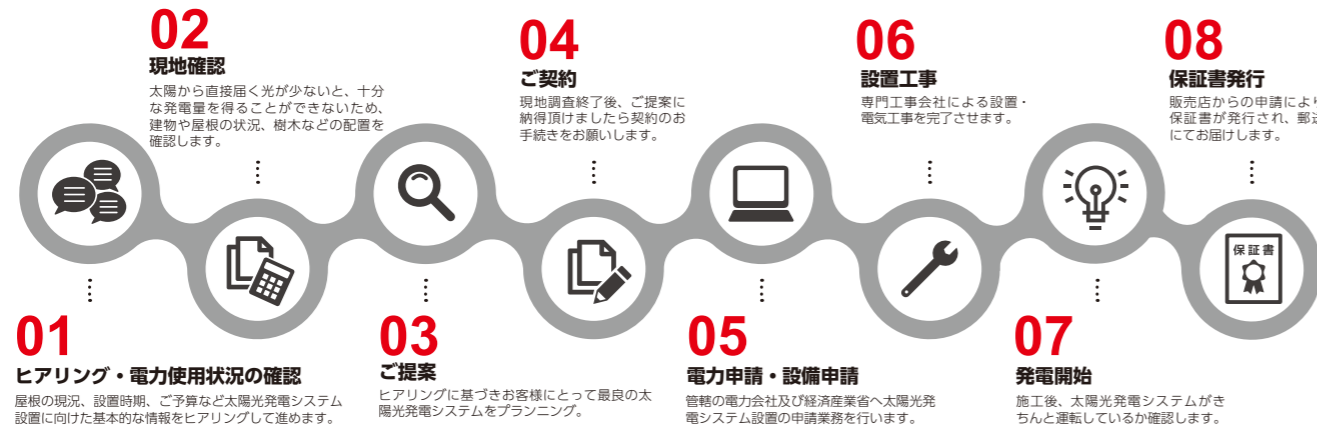 01
ヒアリング・電力使用状況の確認
屋根の現況、設置時期、ご予算など太陽光発電システム
設置に向けた基本的な情報をヒアリングして進めます。
02
現地確認
太陽から直接届く光が少ないと、十分
な発電量を得ることができないため、
建物や屋根の状況、樹木などの配置を
確認します。
03
ご提案
ヒアリングに基づきお客様にとって最良の太
陽光発電システムをプランニング。
04
ご契約
現地調査終了後、ご提案に
納得頂けましたら契約のお
手続きをお願いします。
05
電力申請・設備申請
管轄の電力会社及び経済産業省へ太陽光発
電システム設置の申請業務を行います。
06
設置工事
専門工事会社による設置・
電気工事を完了させます。
07
発電開始
施工後、太陽光発電システムがき
ちんと運転しているか確認します。
08
保証書発行
販売店からの申請により
保証書が発行され、郵送
にてお届けします。
保証書